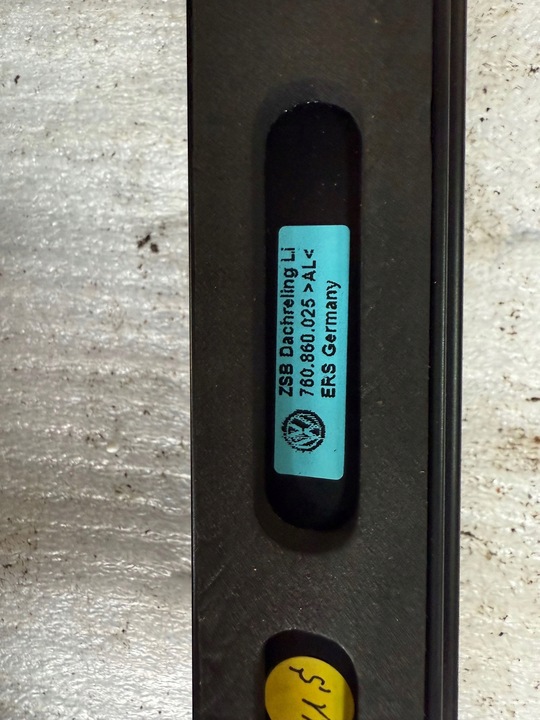 ZSB Dachreling Li
760.860.025 >AL<
ERS Germany